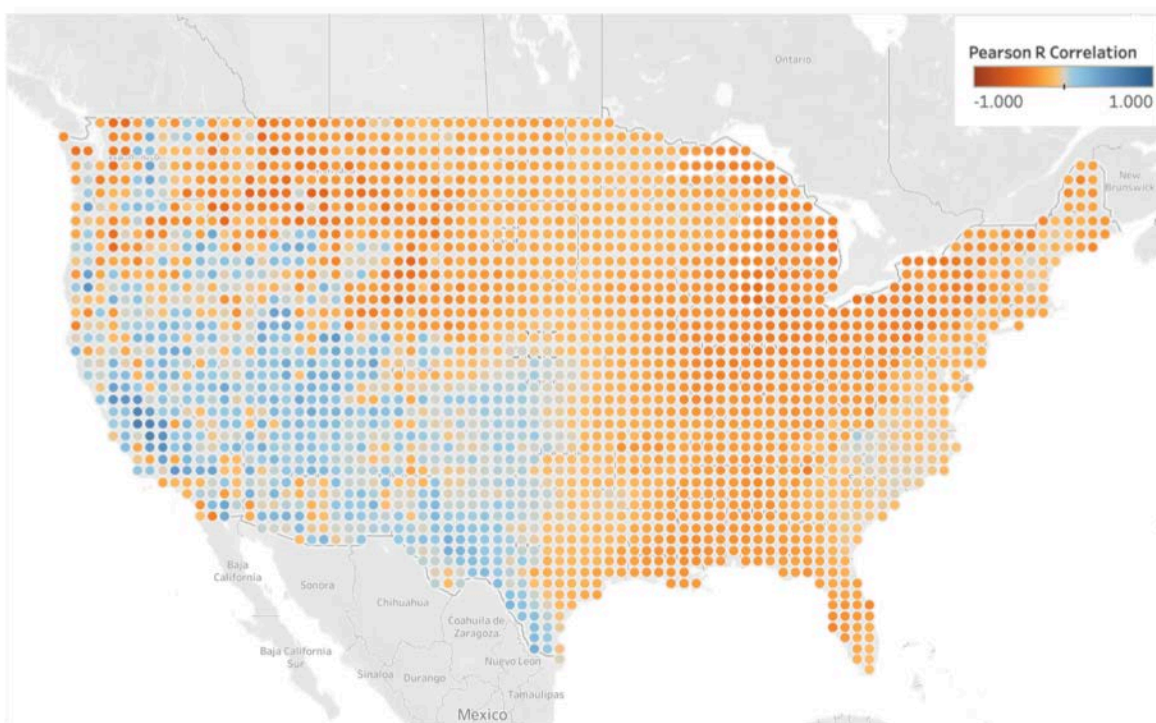 Pearson R Correlation
-1.000
1.000
Ontario
New
Brunswick
Baja
California
Sonora
Chihuahua
Coahuila de
Zaragoza
Baja California
Sur
Nuevo Leon
Sinaloa
Durango
Tamaulipas
Mexico